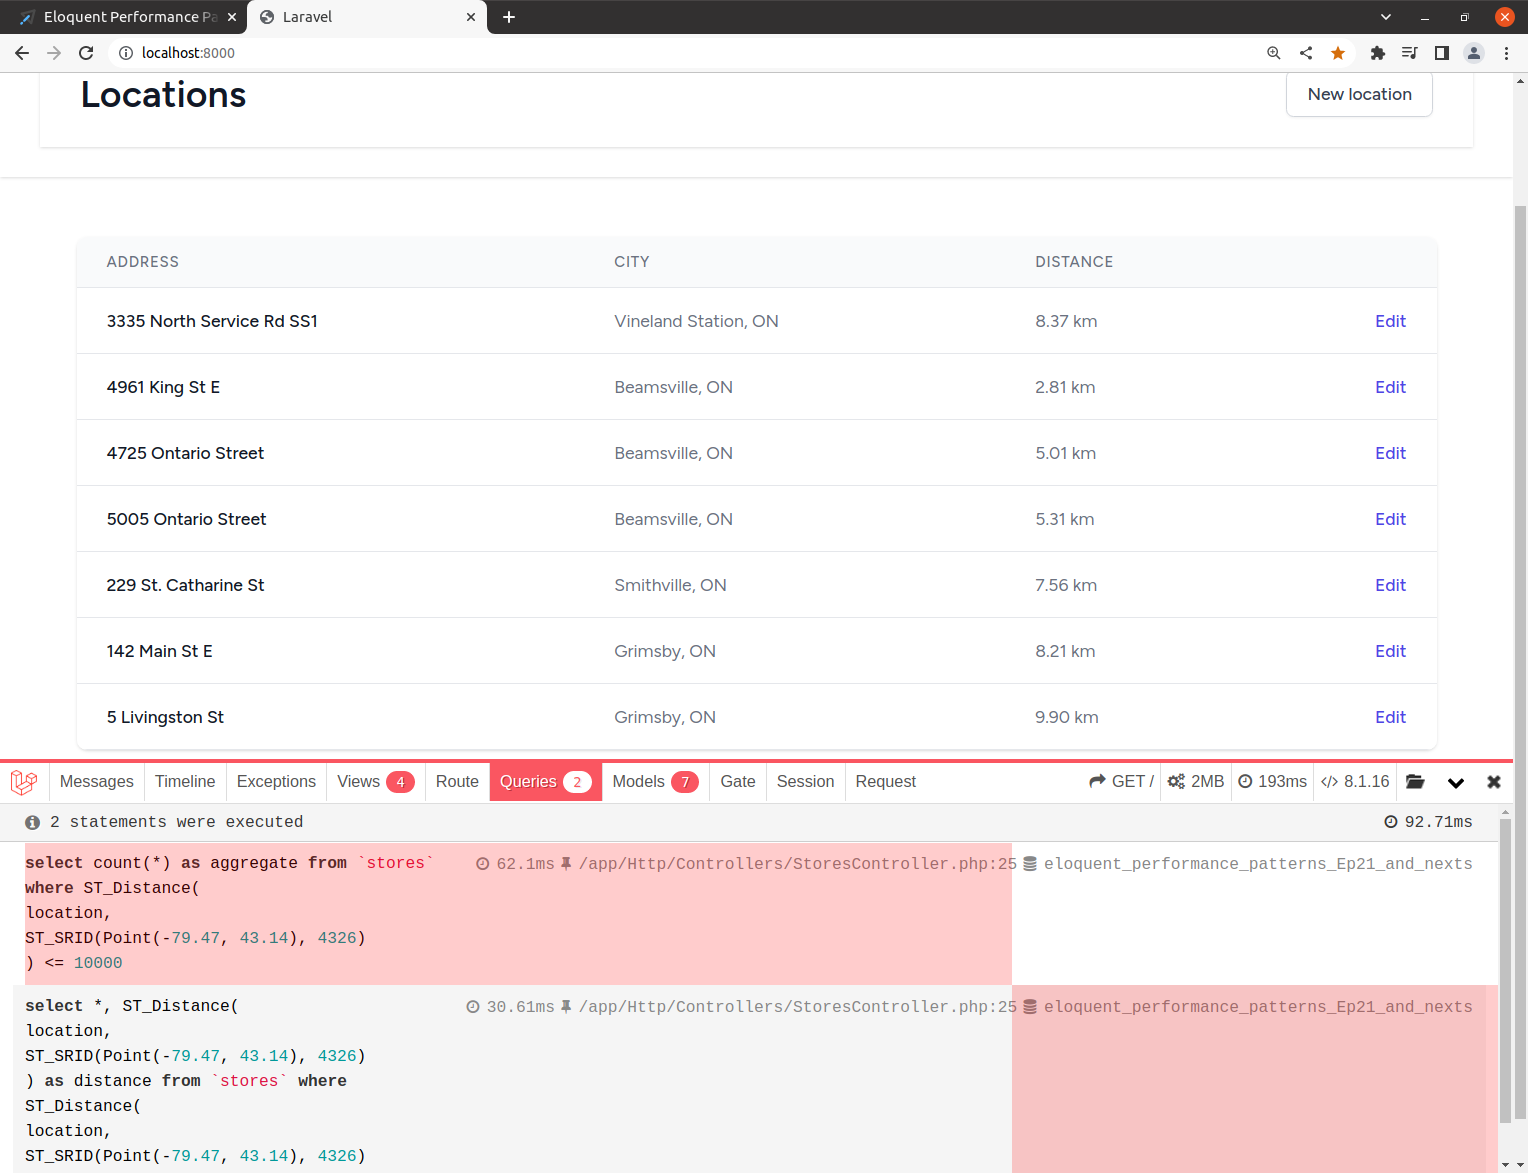 Eloquent Performance Pa
Laravel
localhost:8000
Locations
New location
ADDRESS CITY DISTANCE
3335 North Service Rd SS1 Vineland Station, ON 8.37 km Edit
4961 King St E Beamsville, ON 2.81 km Edit
4725 Ontario Street Beamsville, ON 5.01 km Edit
5005 Ontario Street Beamsville, ON 5.31 km Edit
229 St. Catharine St Smithville, ON 7.56 km Edit
142 Main St E Grimsby, ON 8.21 km Edit
5 Livingston St Grimsby, ON 9.90 km Edit
Messages Timeline Exceptions Views 4 Route Queries 2 Models 7 Gate Session Request GET / 2MB 193ms </> 8.1.16
2 statements were executed 92.71ms
select count(*) as aggregate from `stores` 62.1ms /app/Http/Controllers/StoresController.php:25 eloquent_performance_patterns_Ep21_and_nexts
where ST_Distance(
location,
ST_SRID(Point(-79.47, 43.14), 4326)
) <= 10000
select *, ST_Distance( 30.61ms /app/Http/Controllers/StoresController.php:25 eloquent_performance_patterns_Ep21_and_nexts
location,
ST_SRID(Point(-79.47, 43.14), 4326)
) as distance from `stores` where
ST_Distance(
location,
ST_SRID(Point(-79.47, 43.14), 4326)